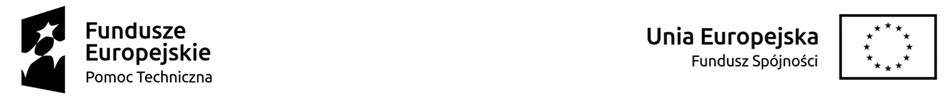 Fundusze
Europejskie
Pomoc Techniczna
Unia Europejska
Fundusz Spójności